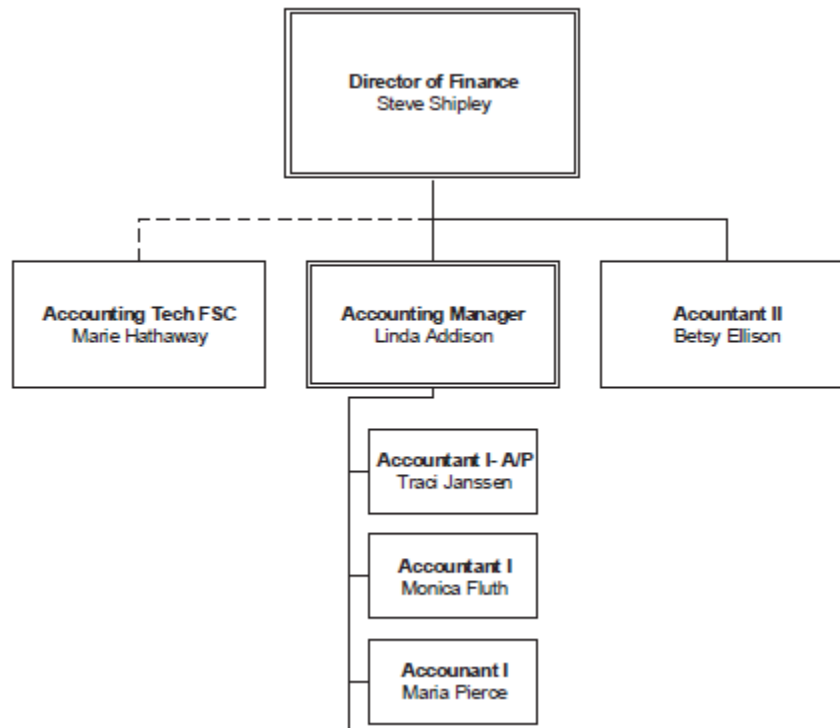 Director of Finance
Steve Shipley
Accounting Tech FSC
Marie Hathaway
Accounting Manager
Linda Addison
Acountant II
Betsy Ellison
Accountant I- A/P
Traci Janssen
Accountant I
Monica Fluth
Accounant I
Maria Pierce